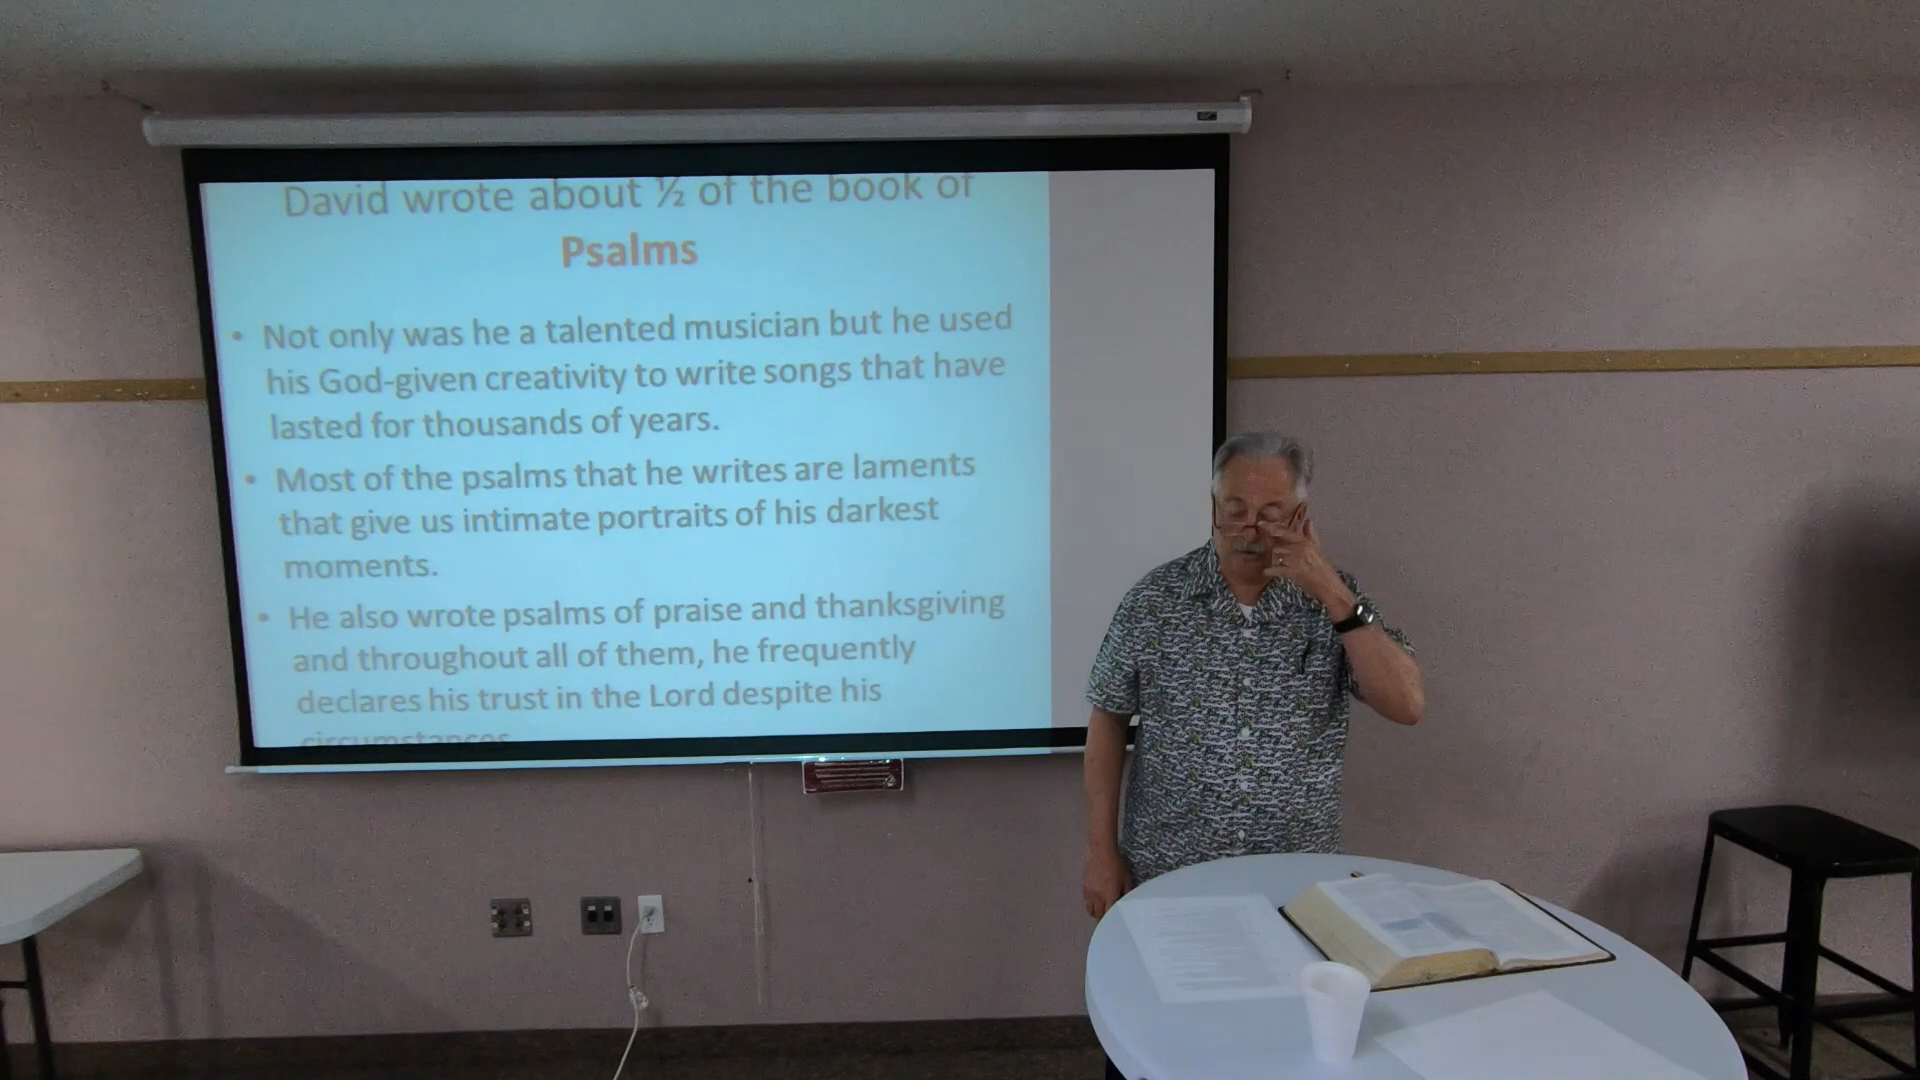 David wrote about ½ of the book of
Psalms
• Not only was he a talented musician but he used
his God-given creativity to write songs that have
lasted for thousands of years.
• Most of the psalms that he writes are laments
that give us intimate portraits of his darkest
moments.
• He also wrote psalms of praise and thanksgiving
and throughout all of them, he frequently
declares his trust in the Lord despite his
circumstances